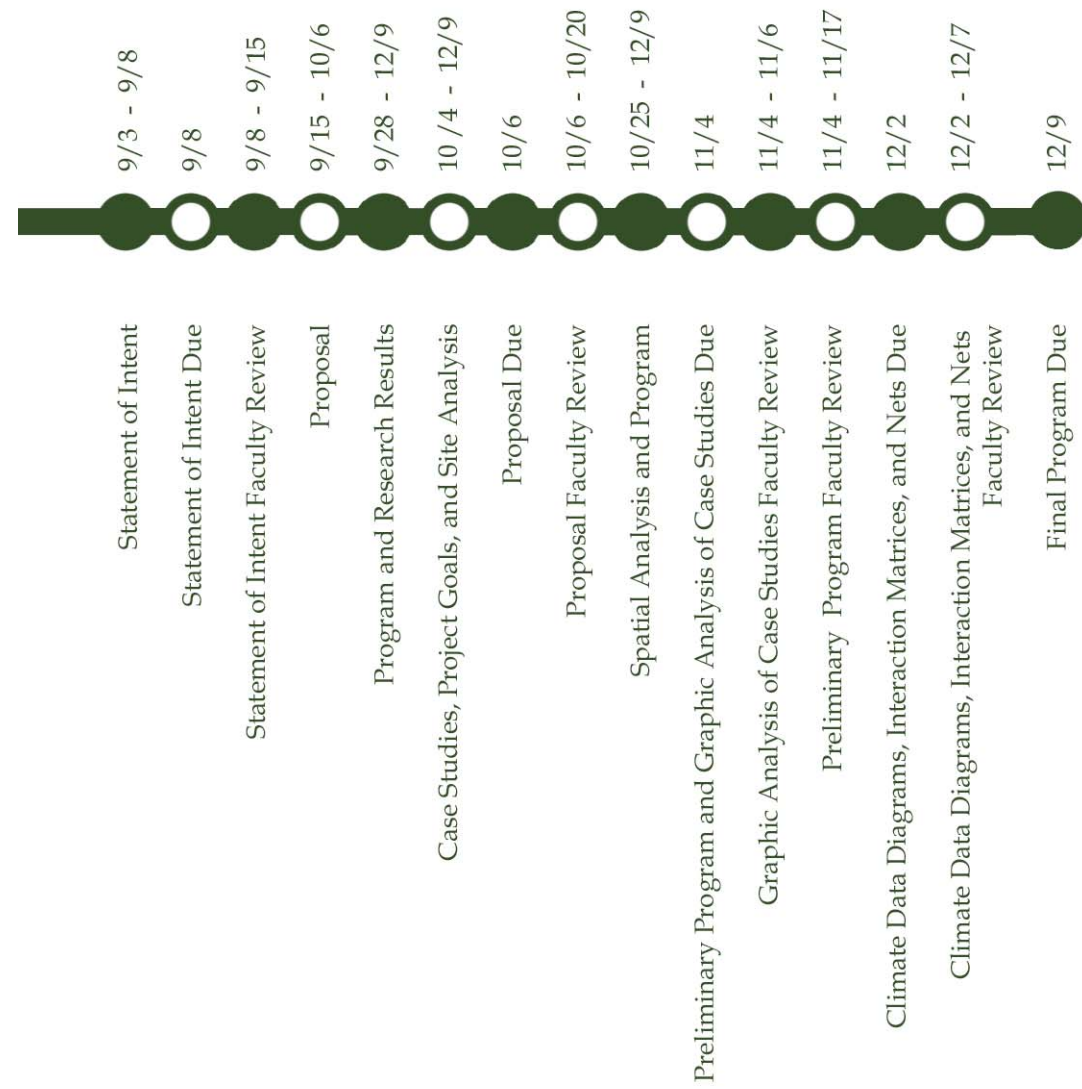 9/3 - 9/8
Statement of Intent
9/8
Statement of Intent Due
9/8 - 9/15
Statement of Intent Faculty Review
9/15 - 10/6
Proposal
9/28 - 12/9
Program and Research Results
10 /4 - 12/9
Case Studies, Project Goals, and Site Analysis
10/6
Proposal Due
10/6 - 10/20
Proposal Faculty Review
10/25 - 12/9
Spatial Analysis and Program
11/4
Preliminary Program and Graphic Analysis of Case Studies Due
11/4 - 11/6
Graphic Analysis of Case Studies Faculty Review
11/4 - 11/17
Preliminary Program Faculty Review
12/2
Climate Data Diagrams, Interaction Matrices, and Nets Due
12/2 - 12/7
Climate Data Diagrams, Interaction Matrices, and Nets
Faculty Review
12/9
Final Program Due